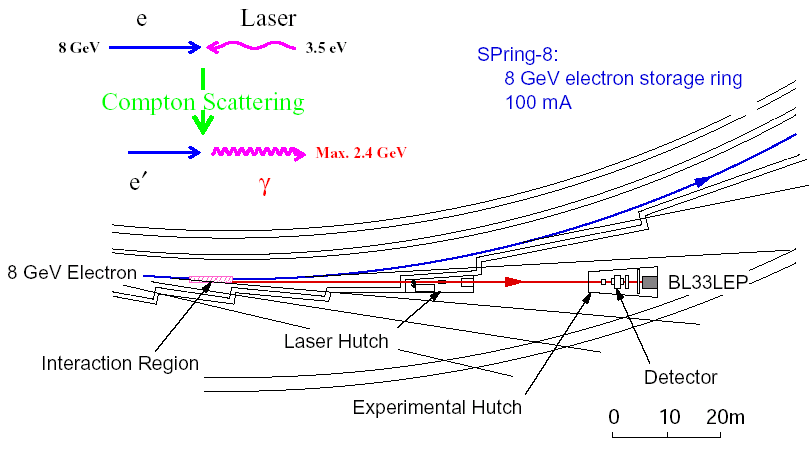 e
Laser
8 GeV
3.5 eV
Compton Scattering
Max. 2.4 GeV
e′
γ
SPring-8:
8 GeV electron storage ring
100 mA
8 GeV Electron
BL33LEP
Laser Hutch
Interaction Region
Detector
Experimental Hutch
0 10 20m